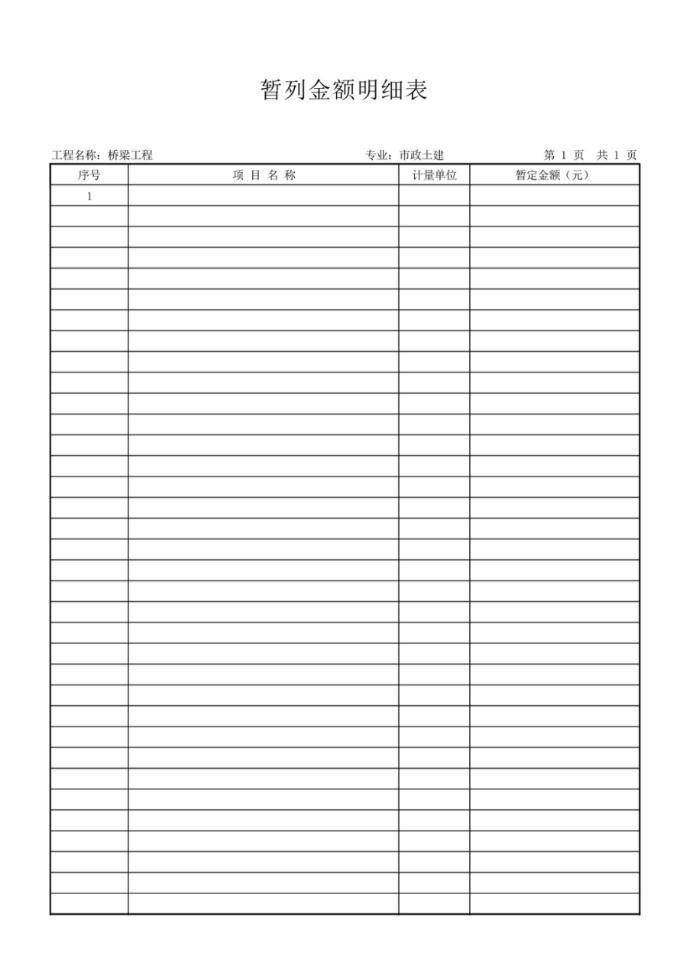 暂列金额明细表
工程名称：桥梁工程 专业：市政土建 第 1 页 共 1 页
序号 项 目 名 称 计量单位 暂定金额（元）
1